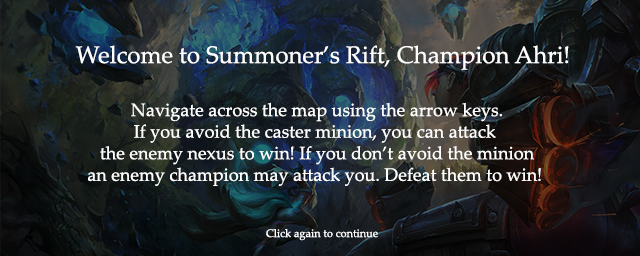 Welcome to Summoner’s Rift, Champion Ahri!
Navigate across the map using the arrow keys.
If you avoid the caster minion, you can attack
the enemy nexus to win! If you don’t avoid the minion
an enemy champion may attack you. Defeat them to win!
Click again to continue